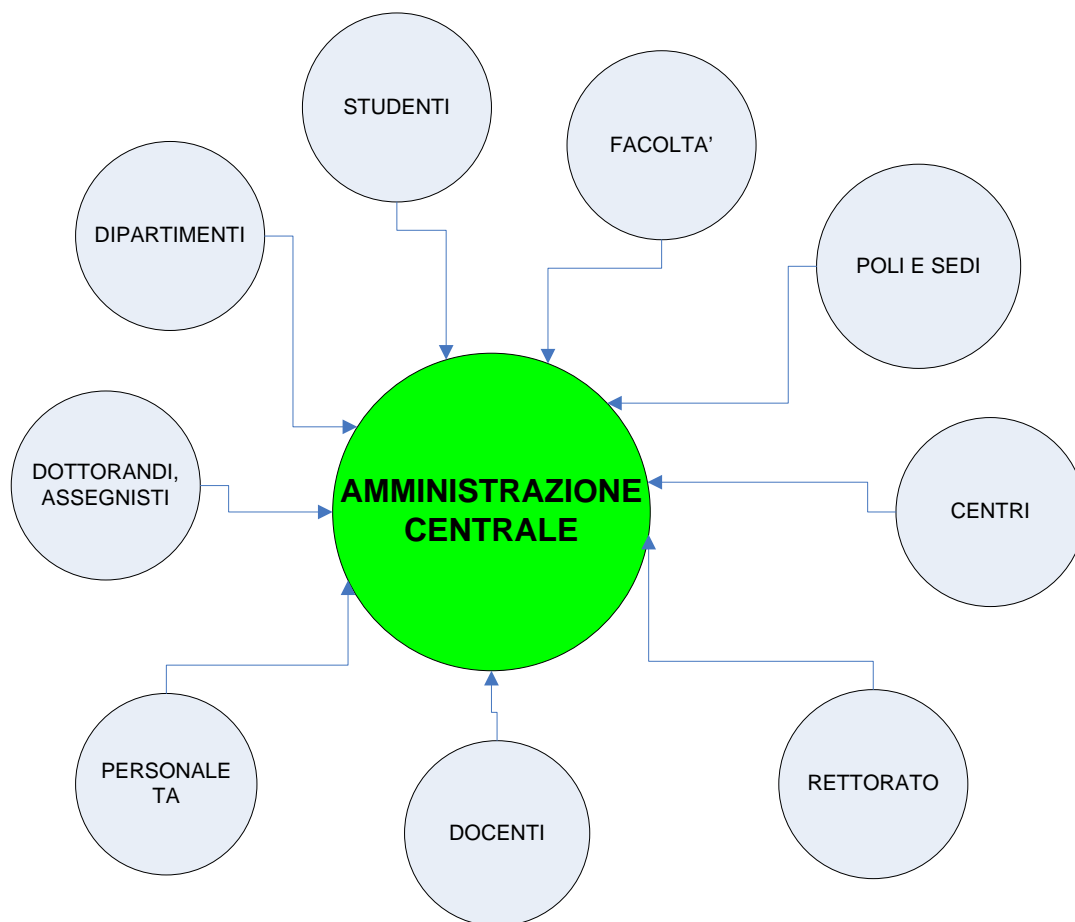 STUDENTI
FACOLTA’
DIPARTIMENTI
POLI E SEDI
DOTTORANDI,
ASSEGNISTI
AMMINISTRAZIONE
CENTRALE
CENTRI
PERSONALE
TA
DOCENTI
RETTORATO